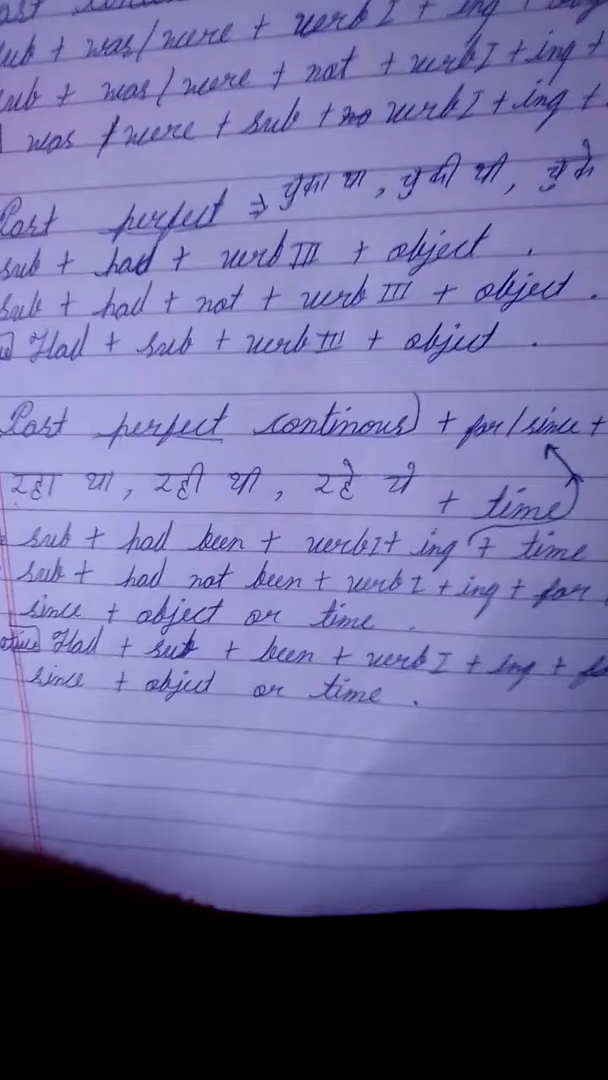 sub + was/were + verb I + ing +
sub + was/were + not + verb I + ing +
was/were + sub + verb I + ing +
Past perfect ⇒ चुका था, चुकी थी, चुके
sub + had + verb III + object.
sub + had + not + verb III + object.
Had + sub + verb III + object.
Past perfect continous) + for/since +
रहा था, रही थी, रहे थे + time)
sub + had been + verb I + ing + time
sub + had not been + verb I + ing + for
since + object or time.
Had + sub + been + verb I + ing + fo
since + object or time.